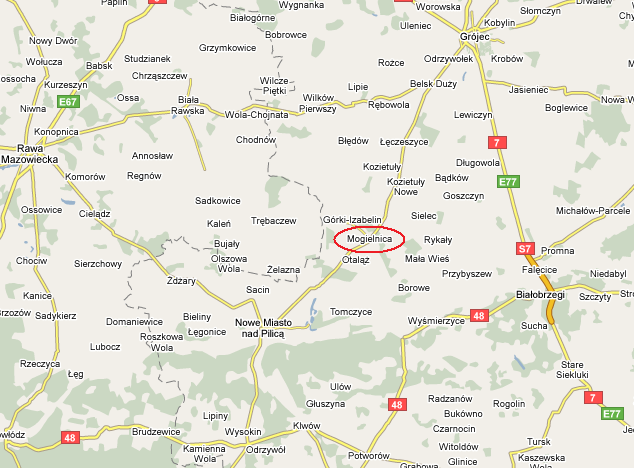 Paplin
Białogórne
Wygnanka
Worowska
Słomczyn
Drwalew
Bobrowce
Uleniec
Kobylin
Nowy Dwór
Grójec
Grzymkowice
Studzianek
Wołucza
Babsk
Rożce
Odrzywołek
Krobów
Chrząszczew
Wilcze
Piętki
Kurzeszyn
Belsk Duży
Lipie
Jasieniec
E67
Ossa
Biała
Rawska
Wilków
Pierwszy
Rębowola
Nowa Wo
Niwna
Wola-Chojnata
Lewiczyn
Boglewice
Konopnica
Chodnów
Błędów
Łęczeszyce
7
Rawa
Mazowiecka
Annosław
Kozietuły
Długowola
Komorów
Regnów
Kozietuły
Nowe
Bądków
E77
Goszczyn
Sadkowice
Ossowice
Cielądz
Trębaczew
Górki-Izabelin
Sielec
Michałów-Parcele
Kaleń
Mogielnica
Rykały
Bujały
S7
Promna
Olszowa
Wola
Otaląż
Mała Wieś
Chociw
Sierzchowy
Żelazna
Falęcice
Przybyszew
Niedabyl
Żdżary
Sacin
Borowe
Kanice
Białobrzegi
Szczyty
Tomczyce
48
Sadykierz
Bieliny
Domaniewice
Wyśmierzyce
Nowe Miasto
nad Pilicą
Łęgonice
Sucha
Roszkowa
Wola
Lubocz
Rzeczyca
Stare
Siekluki
Łęg
Ulów
Radzanów
7
Głuszyna
48
Rogolin
Bukówno
E77
Lipiny
Klwów
Czarnocin
48
Brudzewice
Wysokin
Tursk
Kamienna
Wola
Odrzywół
Witoldów
Potworów
Grabowa
Glinice
Kaszewska
Wola